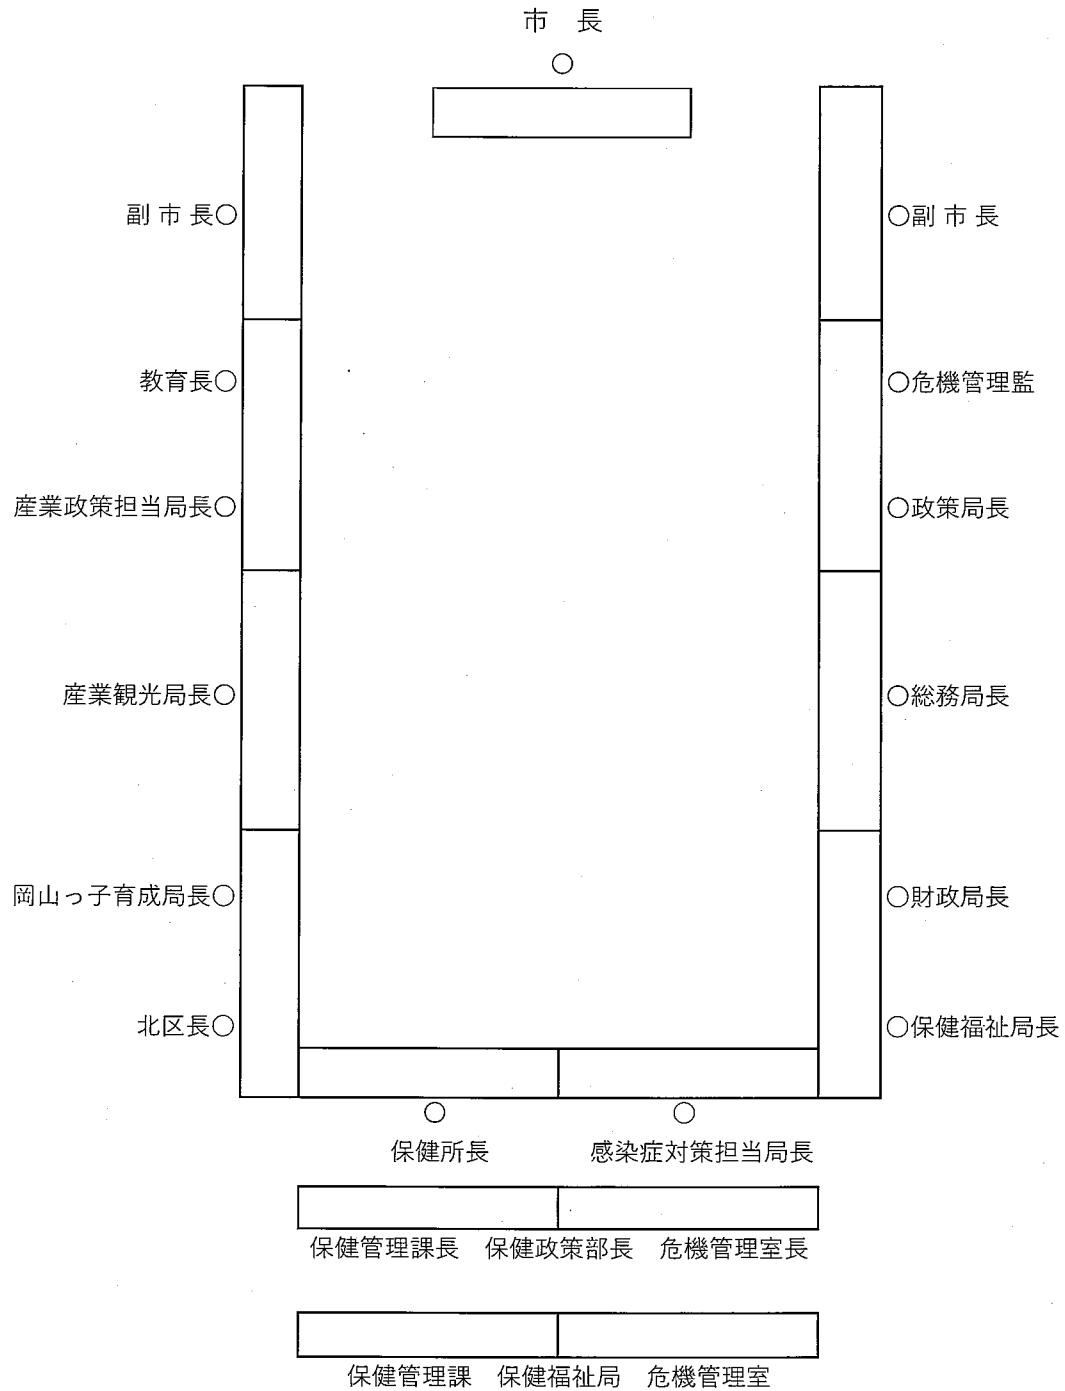 市 長
副 市 長○ ○副 市 長
教育長○ ○危機管理監
産業政策担当局長○ ○政策局長
産業観光局長○ ○総務局長
岡山っ子育成局長○ ○財政局長
北区長○ ○保健福祉局長
保健所長 感染症対策担当局長
保健管理課長 保健政策部長 危機管理室長
保健管理課 保健福祉局 危機管理室